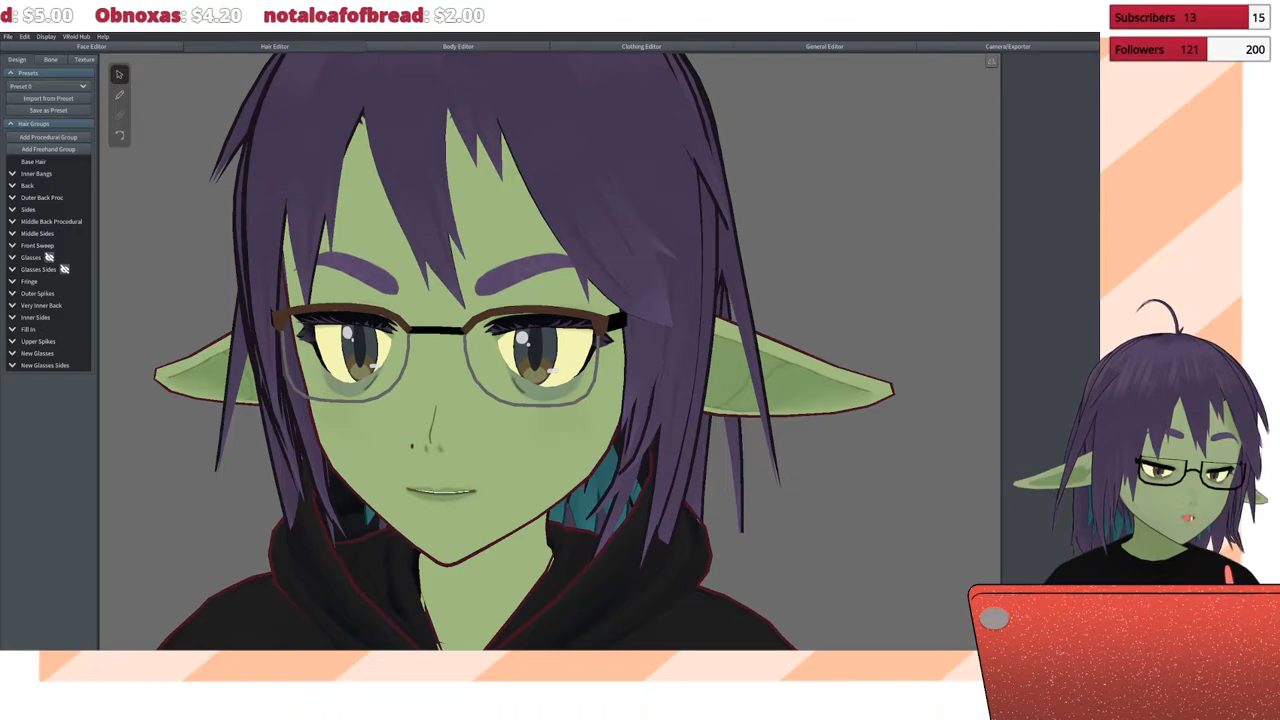 d: $5.00 Obnoxas: $4.20 notaloafofbread: $2.00
Subscribers 13 15
Followers 121 200
File Edit Display VRoid Hub Help
Face Editor Hair Editor Body Editor Clothing Editor General Editor Camera/Exporter
Design Bone Texture
Presets
Preset 0
Import from Preset
Save as Preset
Hair Groups
Add Procedural Group
Add Freehand Group
Base Hair
Inner Bangs
Back
Outer Back Proc
Sides
Middle Back Procedural
Middle Sides
Front Sweep
Glasses
Glasses Sides
Fringe
Outer Spikes
Very Inner Back
Inner Sides
Fill In
Upper Spikes
New Glasses
New Glasses Sides